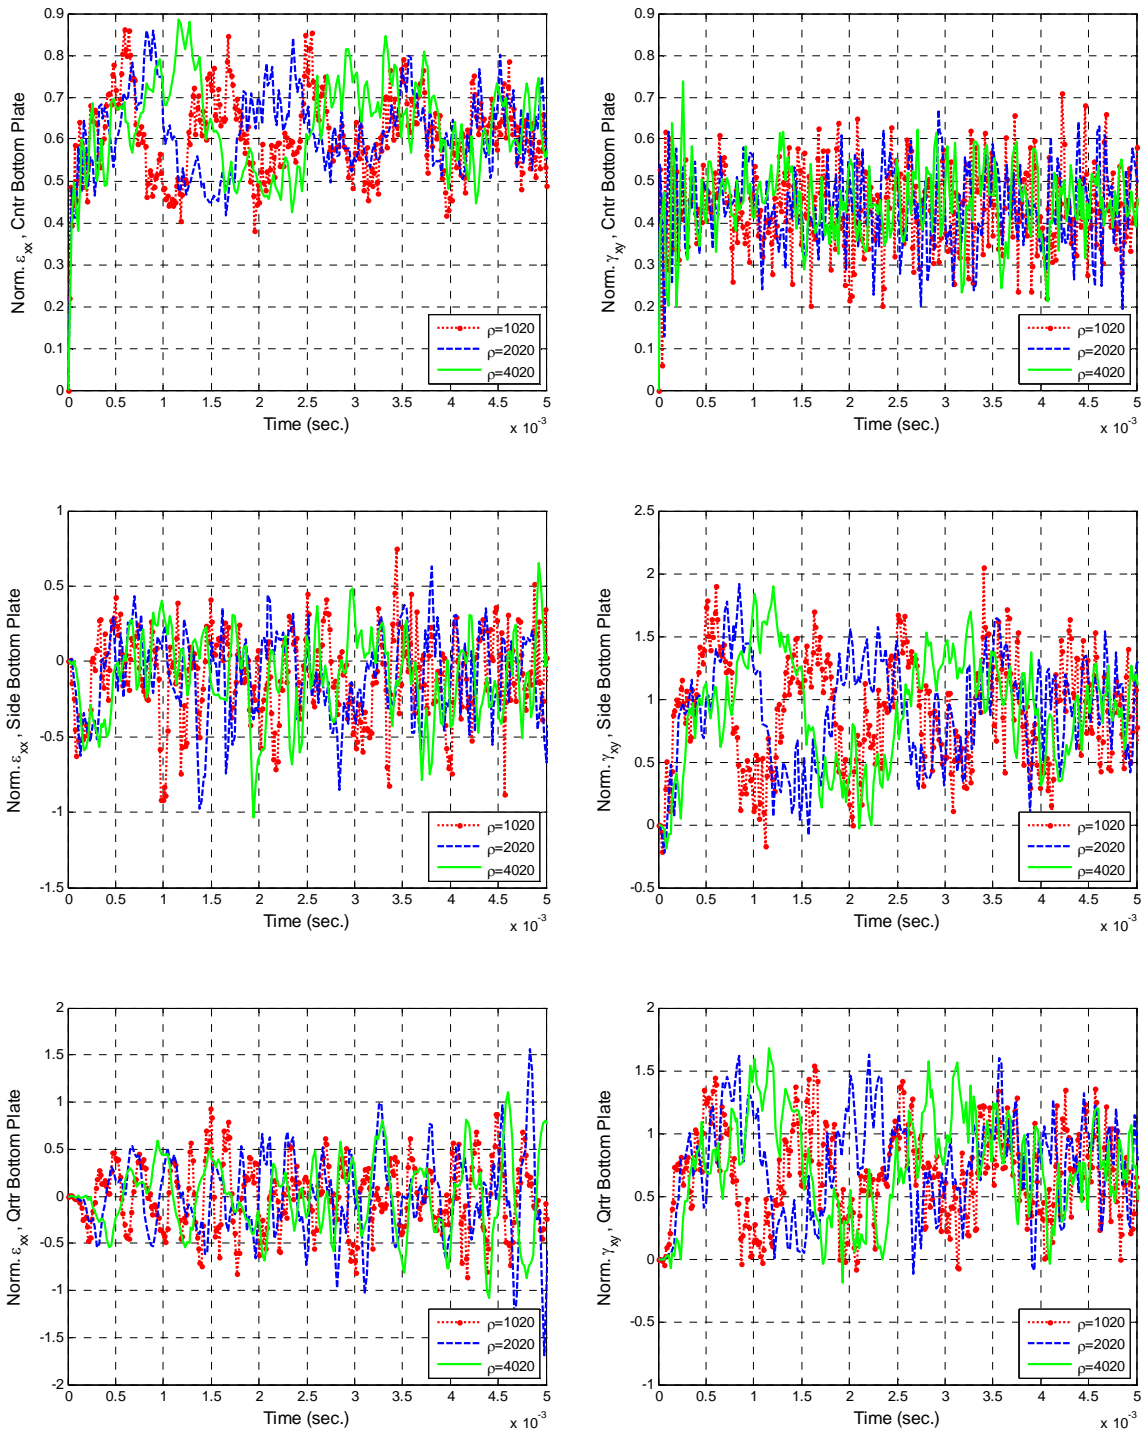 0.9
0.8
0.7
0.6
0.5
0.4
0.3
0.2
0.1
0
Norm. εxx , Cntr Bottom Plate
ρ=1020
ρ=2020
ρ=4020
0 0.5 1 1.5 2 2.5 3 3.5 4 4.5 5
Time (sec.)
x 10-3
0.9
0.8
0.7
0.6
0.5
0.4
0.3
0.2
0.1
0
Norm. γxy , Cntr Bottom Plate
ρ=1020
ρ=2020
ρ=4020
0 0.5 1 1.5 2 2.5 3 3.5 4 4.5 5
Time (sec.)
x 10-3
1
0.5
0
-0.5
-1
-1.5
Norm. εxx , Side Bottom Plate
ρ=1020
ρ=2020
ρ=4020
0 0.5 1 1.5 2 2.5 3 3.5 4 4.5 5
Time (sec.)
x 10-3
2.5
2
1.5
1
0.5
0
-0.5
Norm. γxy , Side Bottom Plate
ρ=1020
ρ=2020
ρ=4020
0 0.5 1 1.5 2 2.5 3 3.5 4 4.5 5
Time (sec.)
x 10-3
2
1.5
1
0.5
0
-0.5
-1
-1.5
-2
Norm. εxx, Qrtr Bottom Plate
ρ=1020
ρ=2020
ρ=4020
0 0.5 1 1.5 2 2.5 3 3.5 4 4.5 5
Time (sec.)
x 10-3
2
1.5
1
0.5
0
-0.5
-1
Norm. γxy, Qrtr Bottom Plate
ρ=1020
ρ=2020
ρ=4020
0 0.5 1 1.5 2 2.5 3 3.5 4 4.5 5
Time (sec.)
x 10-3